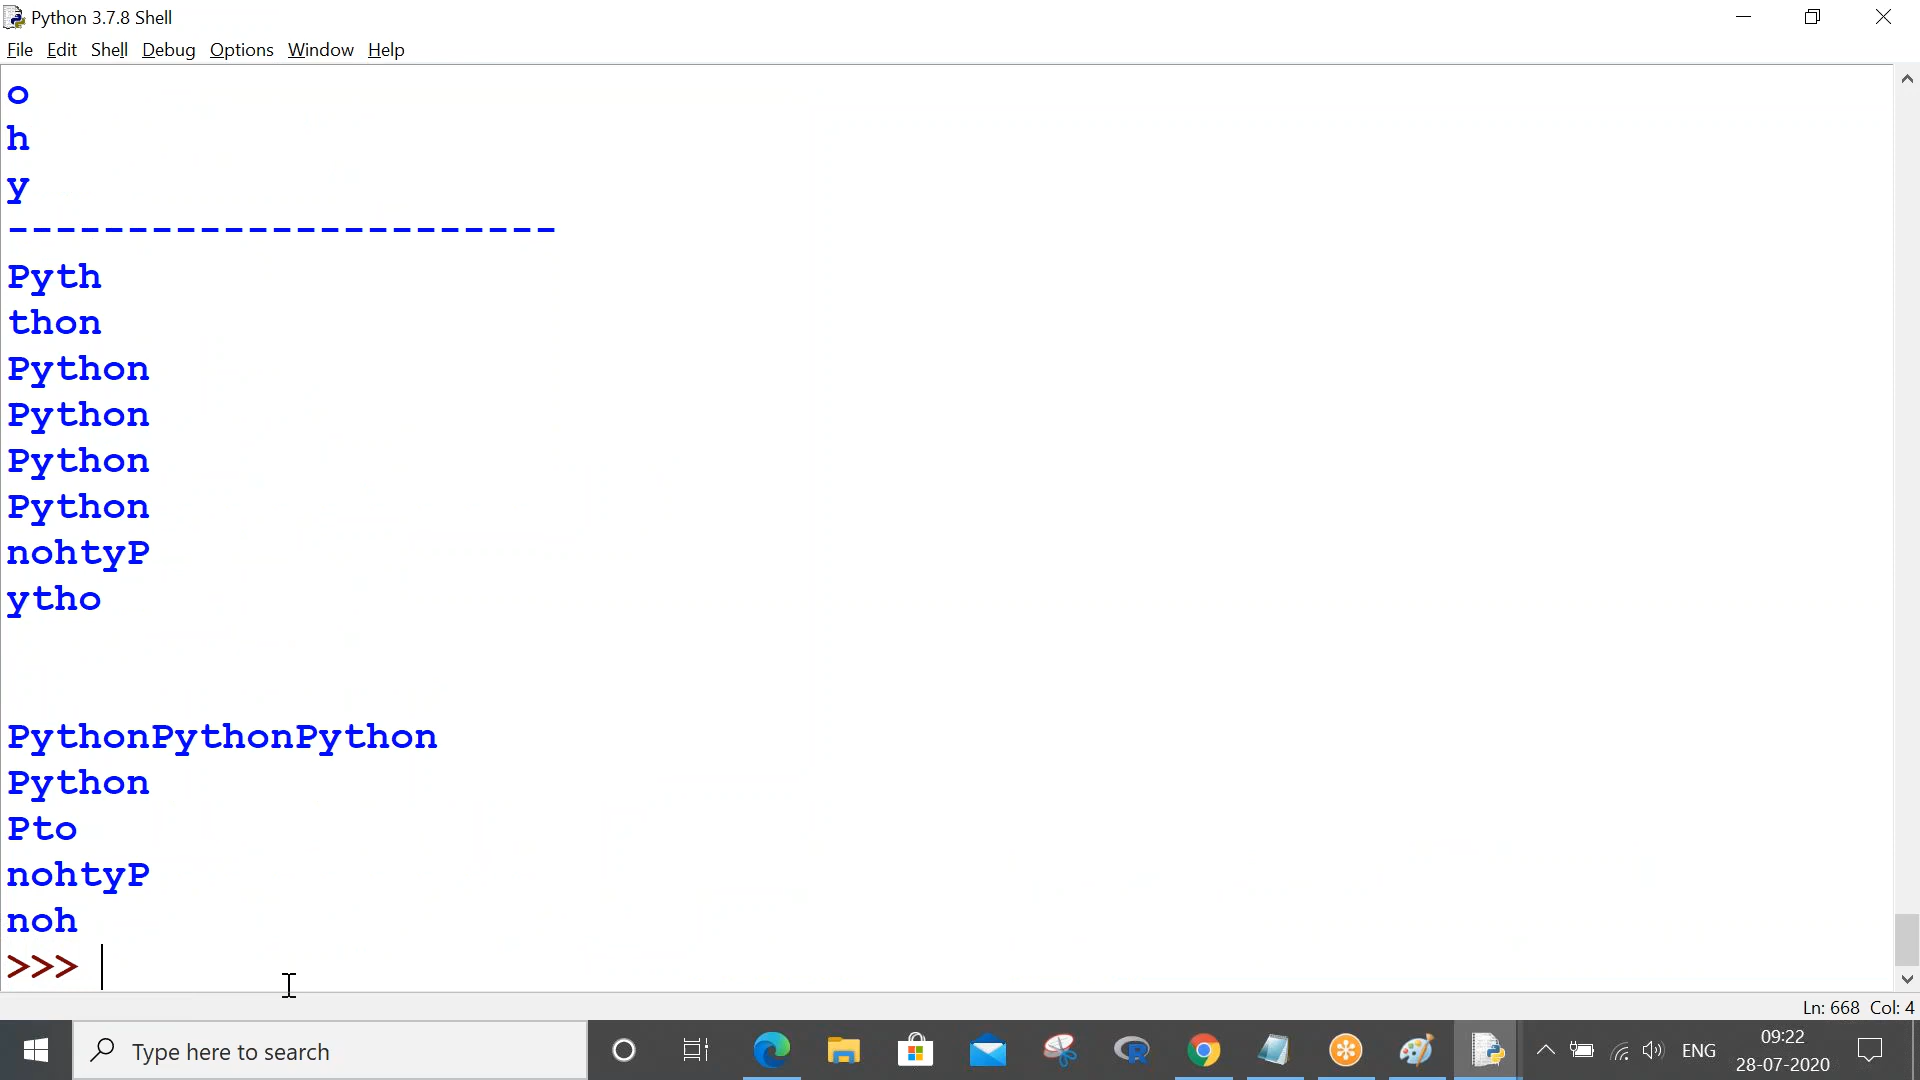 Python 3.7.8 Shell
File Edit Shell Debug Options Window Help
o
h
y
-----------------------
Pyth
thon
Python
Python
Python
Python
nohtyP
ytho
PythonPythonPython
Python
Pto
nohtyP
noh
>>>
Ln: 668 Col: 4
Type here to search
R
ENG
09:22
28-07-2020